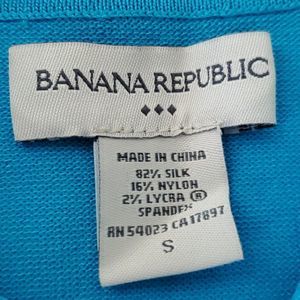 BANANA REPUBLIC
MADE IN CHINA
82% SILK
16% NYLON
2% LYCRA ®
SPANDEX
RN 54023 CA 17897
S